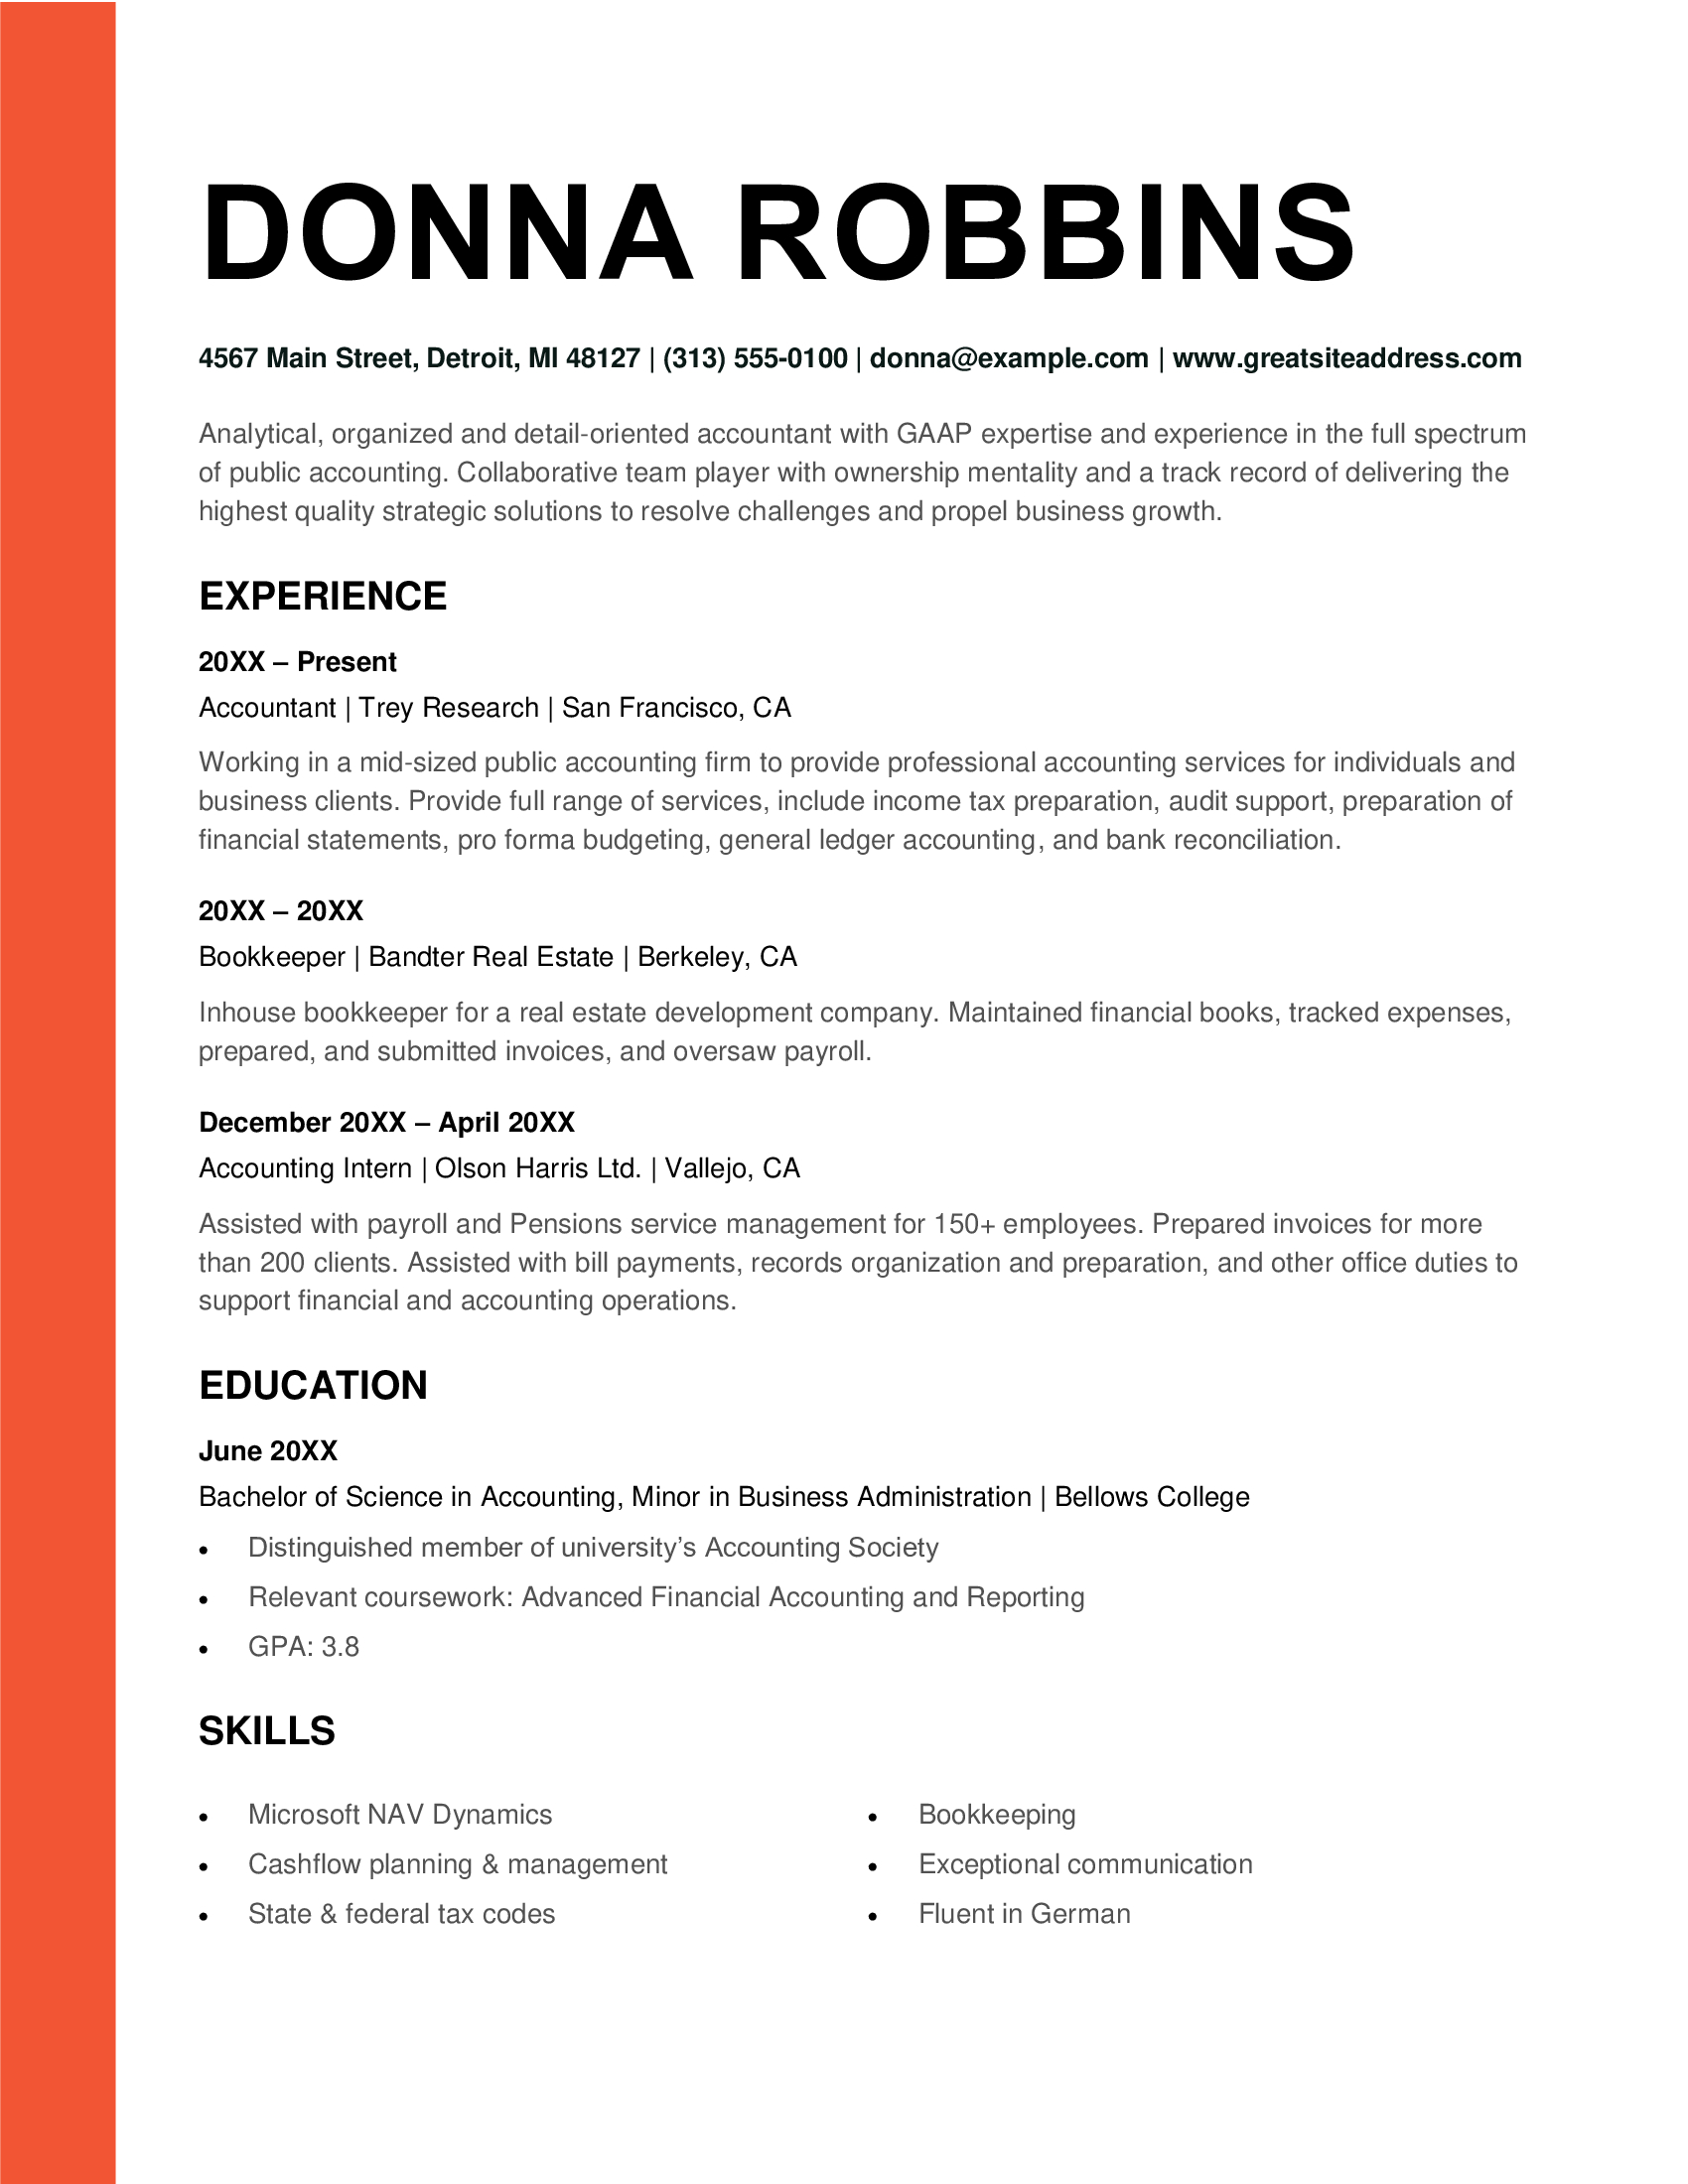 DONNA ROBBINS
4567 Main Street, Detroit, MI 48127 | (313) 555-0100 | donna@example.com | www.greatsiteaddress.com
Analytical, organized and detail-oriented accountant with GAAP expertise and experience in the full spectrum
of public accounting. Collaborative team player with ownership mentality and a track record of delivering the
highest quality strategic solutions to resolve challenges and propel business growth.
EXPERIENCE
20XX – Present
Accountant | Trey Research | San Francisco, CA
Working in a mid-sized public accounting firm to provide professional accounting services for individuals and
business clients. Provide full range of services, include income tax preparation, audit support, preparation of
financial statements, pro forma budgeting, general ledger accounting, and bank reconciliation.
20XX – 20XX
Bookkeeper | Bandter Real Estate | Berkeley, CA
Inhouse bookkeeper for a real estate development company. Maintained financial books, tracked expenses,
prepared, and submitted invoices, and oversaw payroll.
December 20XX – April 20XX
Accounting Intern | Olson Harris Ltd. | Vallejo, CA
Assisted with payroll and Pensions service management for 150+ employees. Prepared invoices for more
than 200 clients. Assisted with bill payments, records organization and preparation, and other office duties to
support financial and accounting operations.
EDUCATION
June 20XX
Bachelor of Science in Accounting, Minor in Business Administration | Bellows College
• Distinguished member of university’s Accounting Society
• Relevant coursework: Advanced Financial Accounting and Reporting
• GPA: 3.8
SKILLS
• Microsoft NAV Dynamics
• Cashflow planning & management
• State & federal tax codes
• Bookkeeping
• Exceptional communication
• Fluent in German